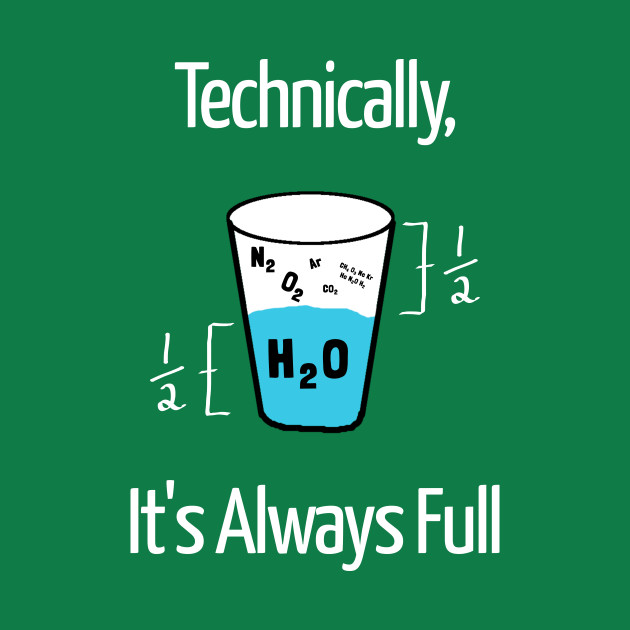 Technically,
N₂
O₂
Ar
CO₂
½
½
H₂O
It's Always Full